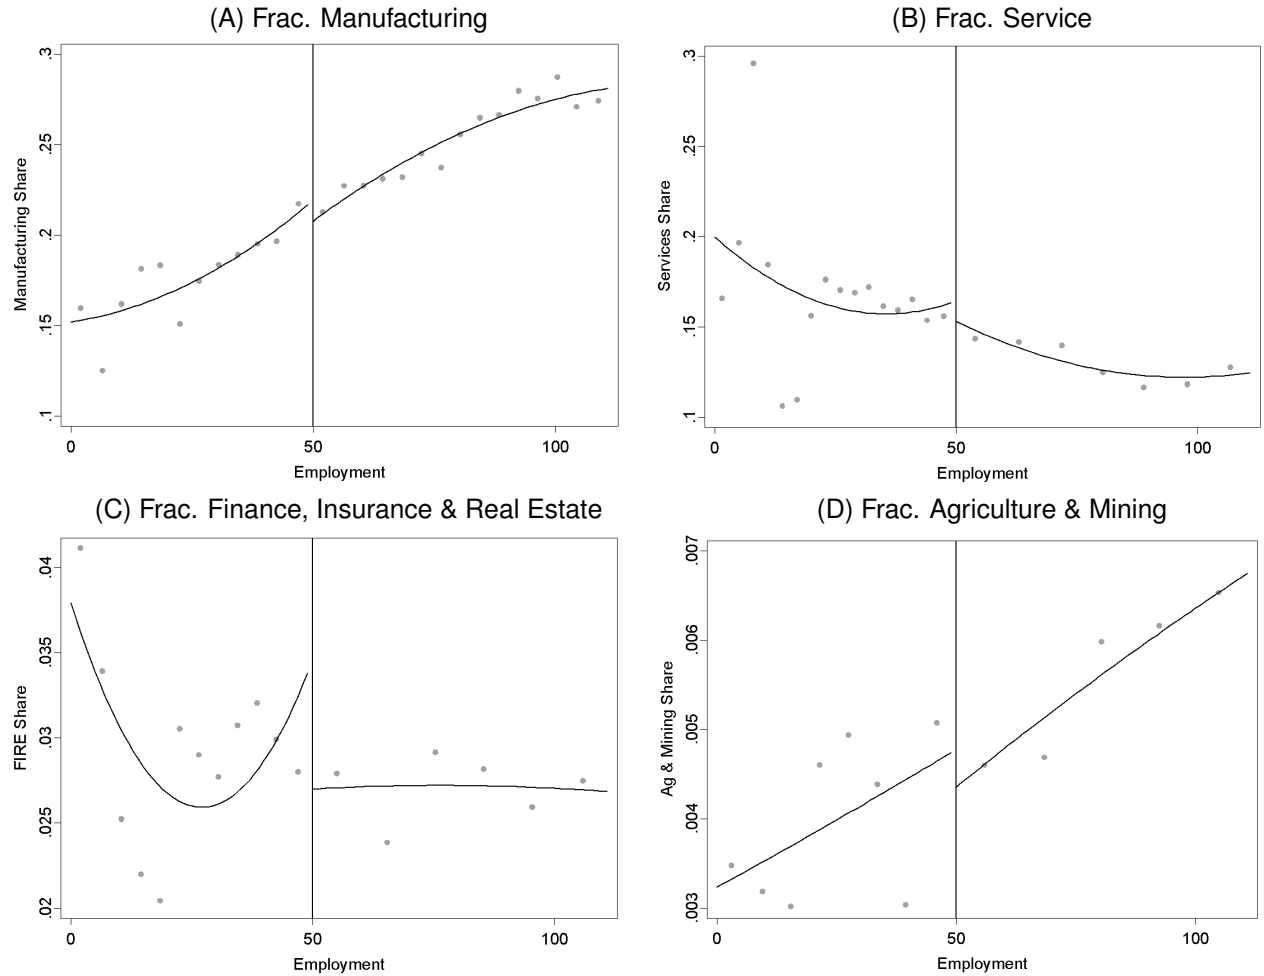 (A) Frac. Manufacturing
Manufacturing Share
.3
.25
.2
.15
.1
0
50
100
Employment
(B) Frac. Service
Services Share
.3
.25
.2
.15
.1
0
50
100
Employment
(C) Frac. Finance, Insurance & Real Estate
FIRE Share
.04
.035
.03
.025
.02
0
50
100
Employment
(D) Frac. Agriculture & Mining
Ag & Mining Share
.007
.006
.005
.004
.003
0
50
100
Employment